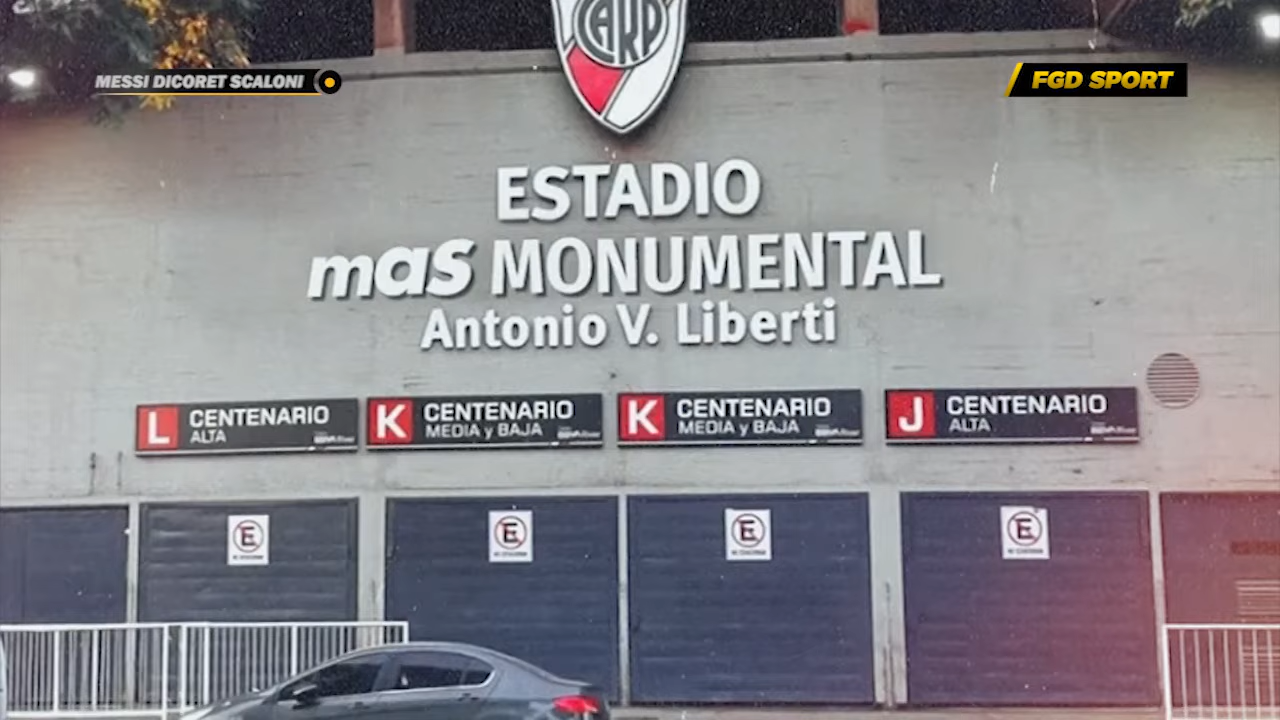 MESSI DICORET SCALONI
FGD SPORT
CARP
ESTADIO
mas MONUMENTAL
Antonio V. Liberti
L CENTENARIO
ALTA
K CENTENARIO
MEDIA y BAJA
K CENTENARIO
MEDIA y BAJA
J CENTENARIO
ALTA
E
E
E
E